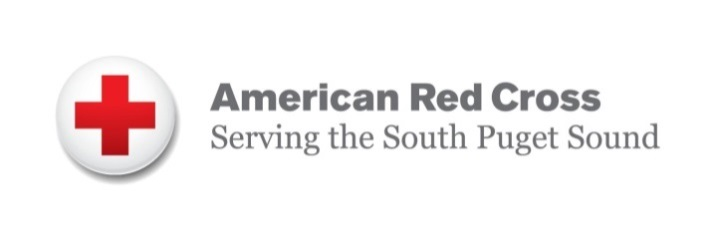 American Red Cross
Serving the South Puget Sound